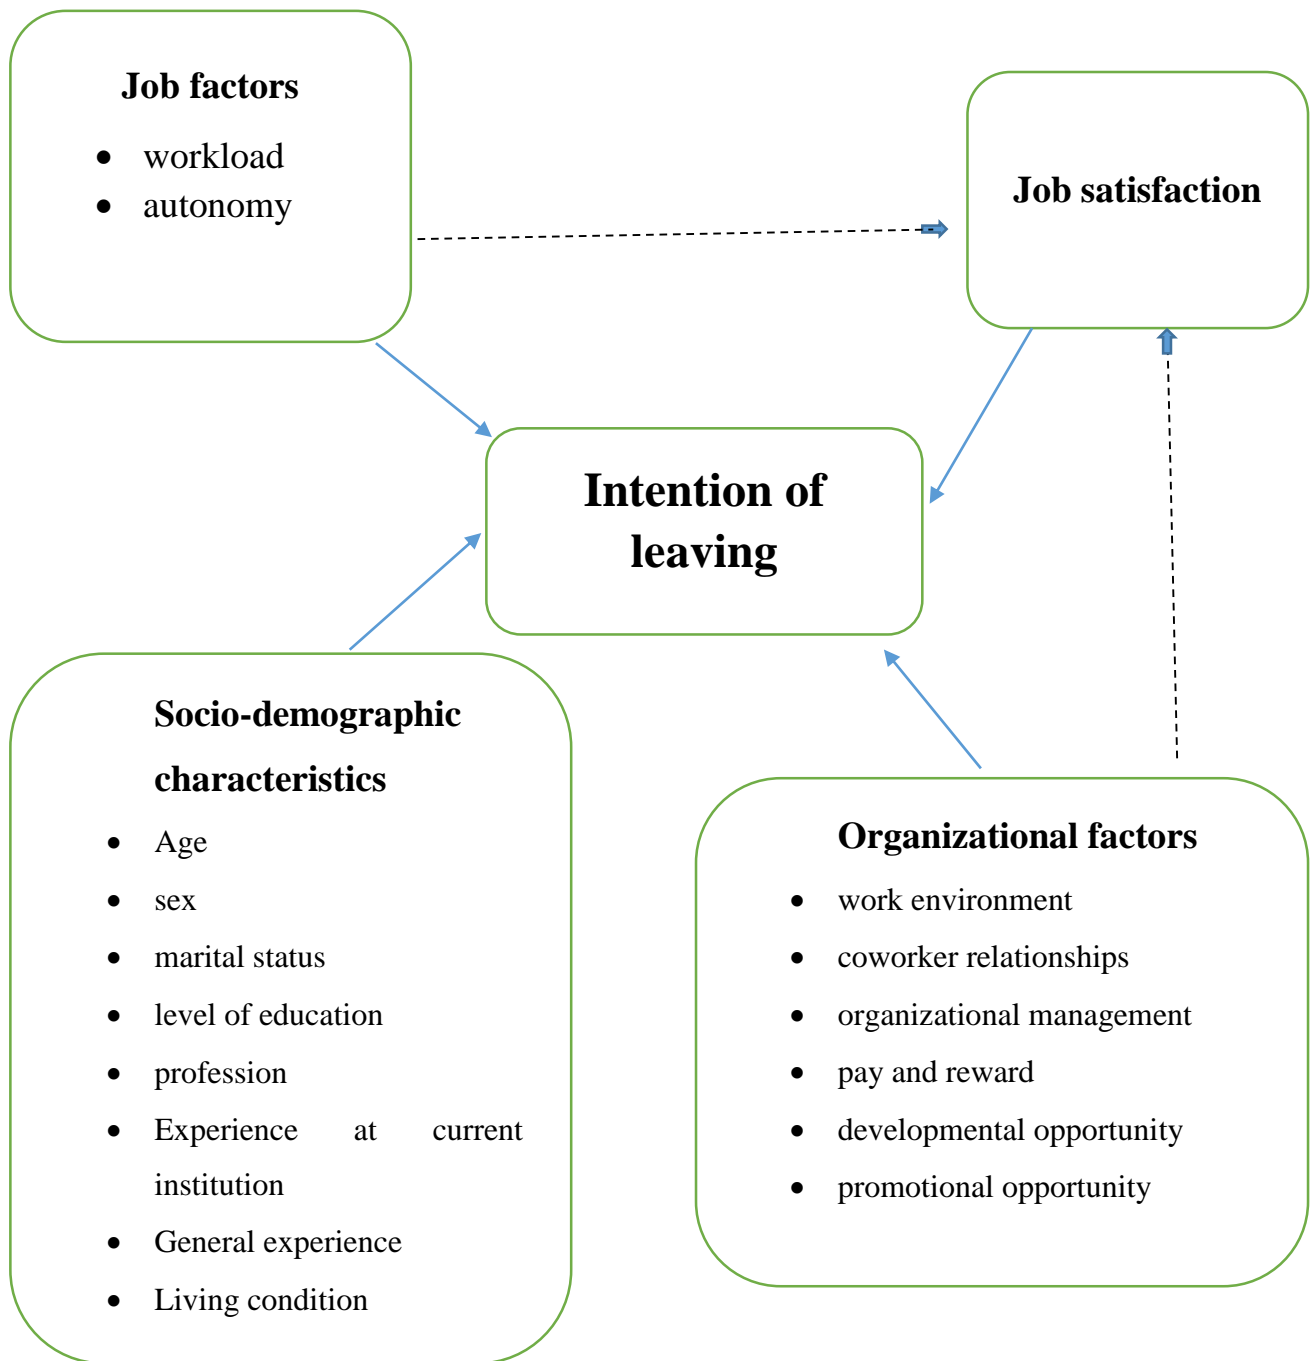 Job factors
• workload
• autonomy
Job satisfaction
Intention of
leaving
Socio-demographic
characteristics
• Age
• sex
• marital status
• level of education
• profession
• Experience at current
institution
• General experience
• Living condition
Organizational factors
• work environment
• coworker relationships
• organizational management
• pay and reward
• developmental opportunity
• promotional opportunity